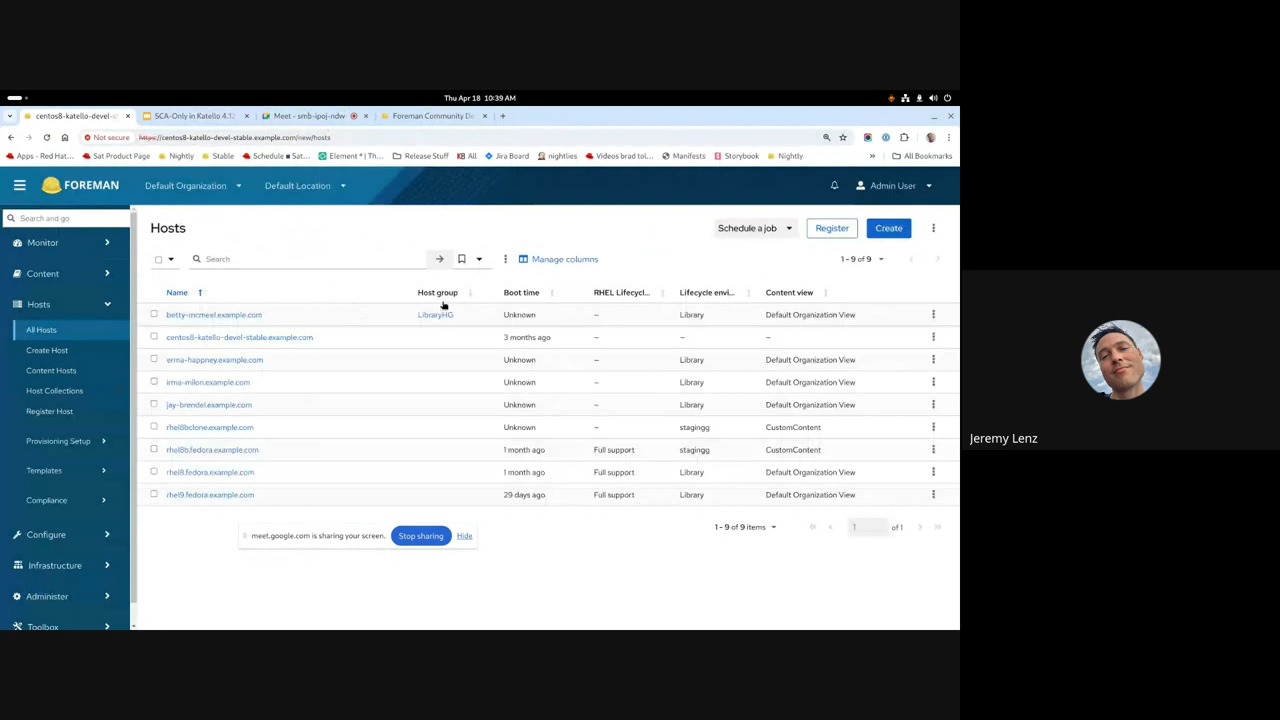 Thu Apr 18 10:39 AM
centos8-katello-devel-s
SCA-Only in Katello 4.1
Meet - smb-ipoj-ndw
Foreman Community De
Not secure https://centos8-katello-devel-stable.example.com/new/hosts
Apps - Red Hat... Sat Product Page Nightly Stable Schedule ■ Sat... Element * | Th... Release Stuff KB All Jira Board nightlies Videos brad tol... Manifests Storybook Nightly » All Bookmarks
FOREMAN Default Organization Default Location Admin User
Search and go
Monitor
Content
Hosts
All Hosts
Create Host
Content Hosts
Host Collections
Register Host
Provisioning Setup
Templates
Compliance
Configure
Infrastructure
Administer
Toolbox
Hosts
Schedule a job Register Create
Search Manage columns 1 - 9 of 9
Name Host group Boot time RHEL Lifecycl... Lifecycle envi... Content view
betty-mcmeel.example.com LibraryHG Unknown – Library Default Organization View
centos8-katello-devel-stable.example.com 3 months ago – – –
erma-happney.example.com Unknown – Library Default Organization View
irma-milon.example.com Unknown – Library Default Organization View
jay-brendel.example.com Unknown – Library Default Organization View
rhel8bclone.example.com Unknown – stagingg CustomContent
rhel8b.fedora.example.com 1 month ago Full support stagingg CustomContent
rhel8.fedora.example.com 1 month ago Full support Library Default Organization View
rhel9.fedora.example.com 29 days ago Full support Library Default Organization View
1 - 9 of 9 items 1 of 1
meet.google.com is sharing your screen. Stop sharing Hide
Jeremy Lenz